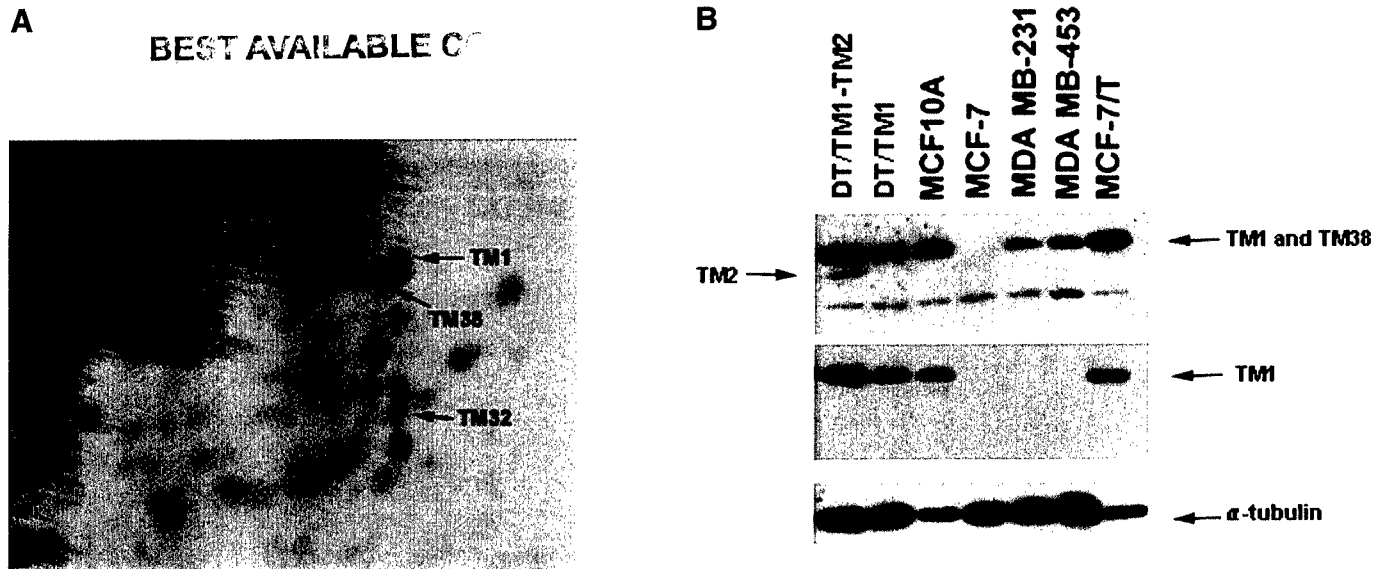 A
BEST AVAILABLE
TM1
TM38
TM32
B
DT/TM1-TM2
DT/TM1
MCF10A
MCF-7
MDA MB-231
MDA MB-453
MCF-7/T
TM1 and TM38
TM2
TM1
α-tubulin